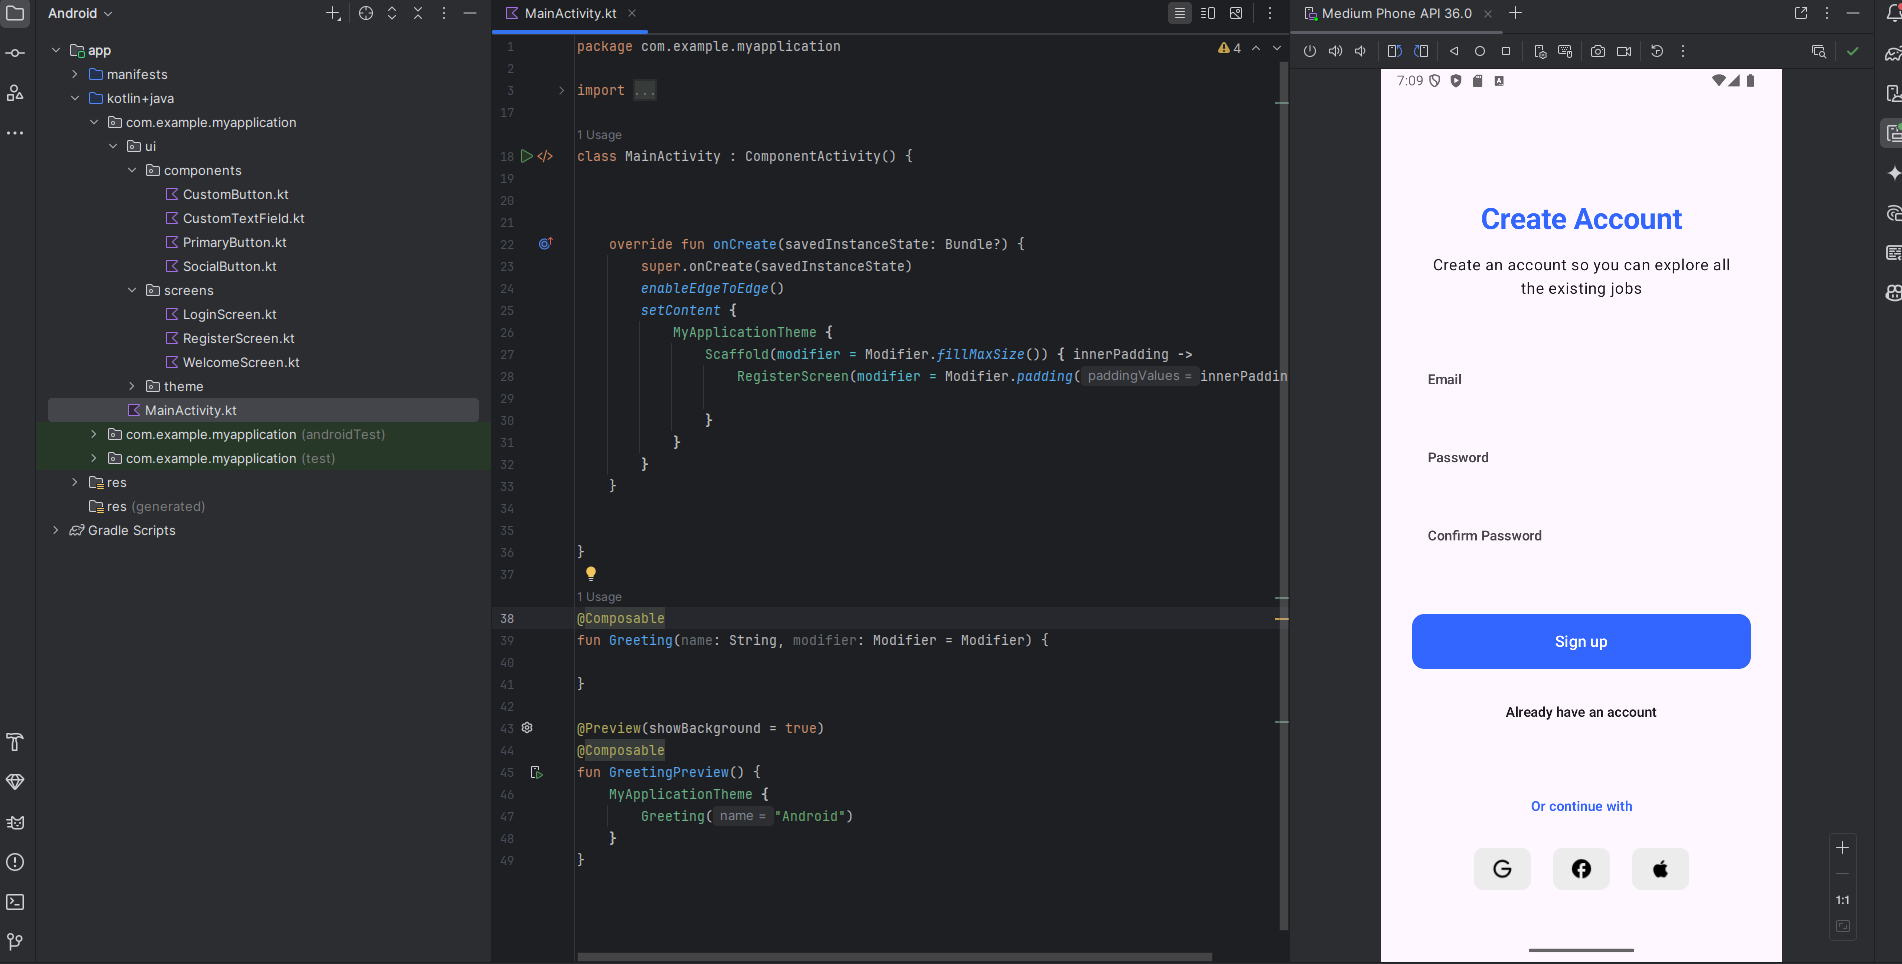 Android
app
manifests
kotlin+java
com.example.myapplication
ui
components
CustomButton.kt
CustomTextField.kt
PrimaryButton.kt
SocialButton.kt
screens
LoginScreen.kt
RegisterScreen.kt
WelcomeScreen.kt
theme
MainActivity.kt
com.example.myapplication (androidTest)
com.example.myapplication (test)
res
res (generated)
Gradle Scripts
MainActivity.kt
4
1 package com.example.myapplication
2
3 import ...
17
1 Usage
18 class MainActivity : ComponentActivity() {
19
20
21
22 override fun onCreate(savedInstanceState: Bundle?) {
23 super.onCreate(savedInstanceState)
24 enableEdgeToEdge()
25 setContent {
26 MyApplicationTheme {
27 Scaffold(modifier = Modifier.fillMaxSize()) { innerPadding ->
28 RegisterScreen(modifier = Modifier.padding( paddingValues = innerPaddin
29
30 }
31 }
32 }
33 }
34
35
36 }
37
1 Usage
38 @Composable
39 fun Greeting(name: String, modifier: Modifier = Modifier) {
40
41 }
42
43 @Preview(showBackground = true)
44 @Composable
45 fun GreetingPreview() {
46 MyApplicationTheme {
47 Greeting( name = "Android")
48 }
49 }
Medium Phone API 36.0
7:09
Create Account
Create an account so you can explore all
the existing jobs
Email
Password
Confirm Password
Sign up
Already have an account
Or continue with
1:1